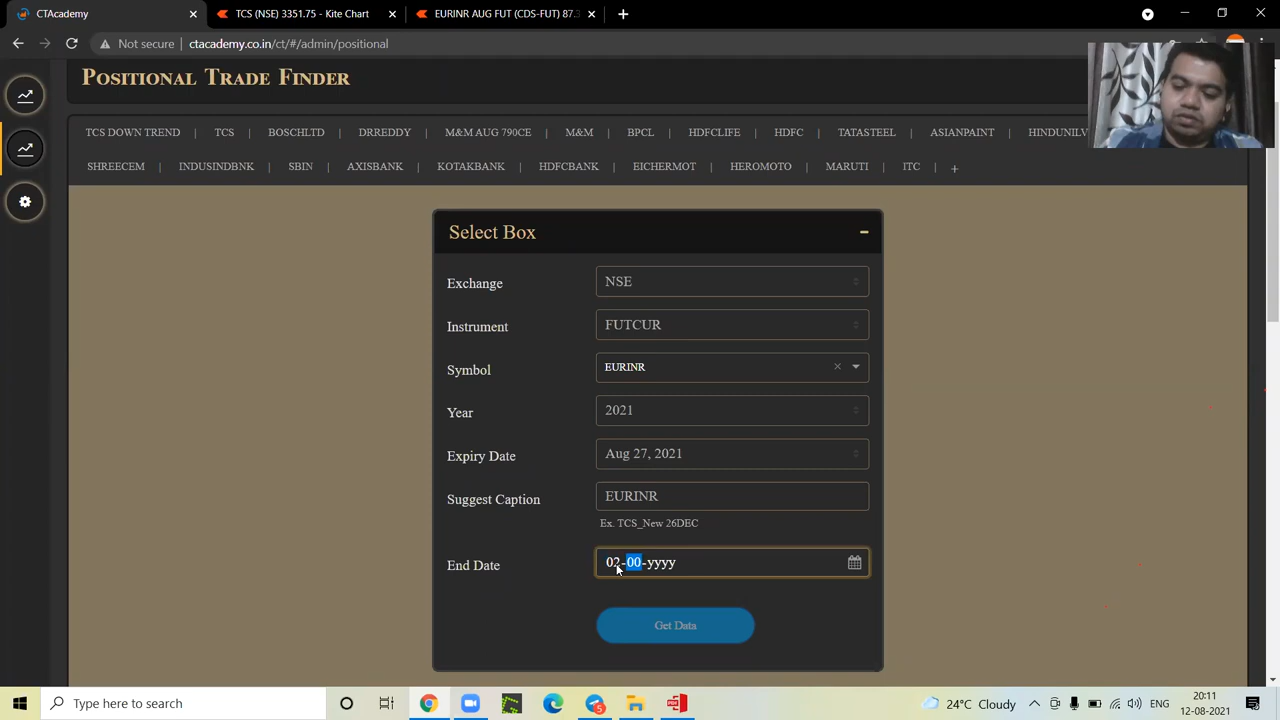 CTAcademy
TCS (NSE) 3351.75 - Kite Chart
EURINR AUG FUT (CDS-FUT) 87.3
Not secure
ctacademy.co.in/ct/#/admin/positional
Positional Trade Finder
TCS DOWN TREND | TCS | BOSCHLTD | DRREDDY | M&M AUG 790CE | M&M | BPCL | HDFCLIFE | HDFC | TATASTEEL | ASIANPAINT | HINDUNILV
SHREECEM | INDUSINDBNK | SBIN | AXISBANK | KOTAKBANK | HDFCBANK | EICHERMOT | HEROMOTO | MARUTI | ITC | +
Select Box
Exchange NSE
Instrument FUTCUR
Symbol EURINR
Year 2021
Expiry Date Aug 27, 2021
Suggest Caption EURINR
Ex. TCS_New 26DEC
End Date 02-00-yyyy
Get Data
Type here to search
24°C Cloudy
20:11
12-08-2021